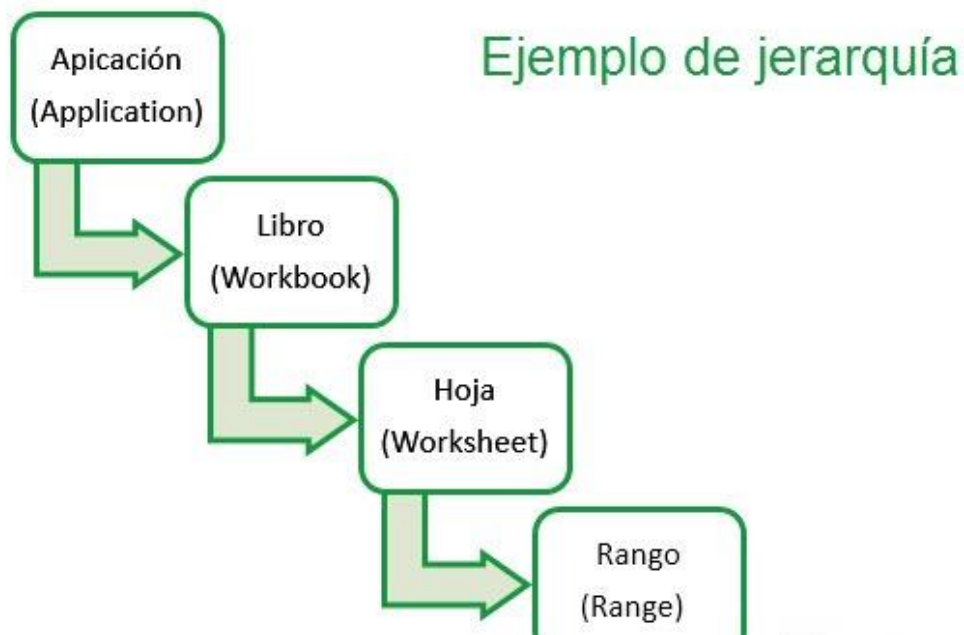 Ejemplo de jerarquía
Apicación
(Application)
Libro
(Workbook)
Hoja
(Worksheet)
Rango
(Range)